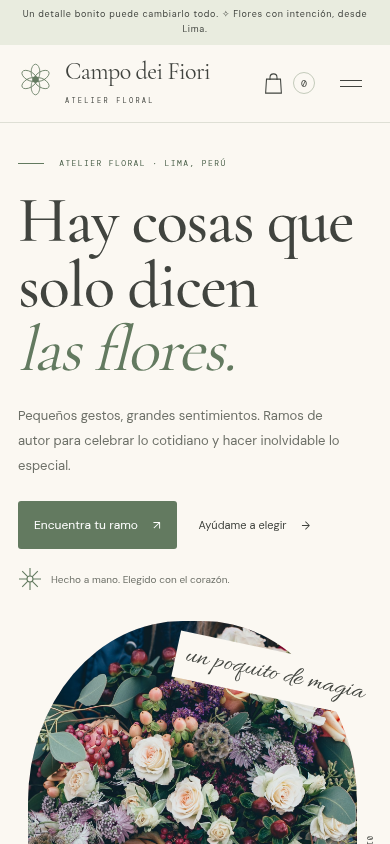 Un detalle bonito puede cambiarlo todo. ✧ Flores con intención, desde
Lima.
Campo dei Fiori
ATELIER FLORAL
0
ATELIER FLORAL · LIMA, PERÚ
Hay cosas que
solo dicen
las flores.
Pequeños gestos, grandes sentimientos. Ramos de
autor para celebrar lo cotidiano y hacer inolvidable lo
especial.
Encuentra tu ramo
Ayúdame a elegir
Hecho a mano. Elegido con el corazón.
un poquito de magia